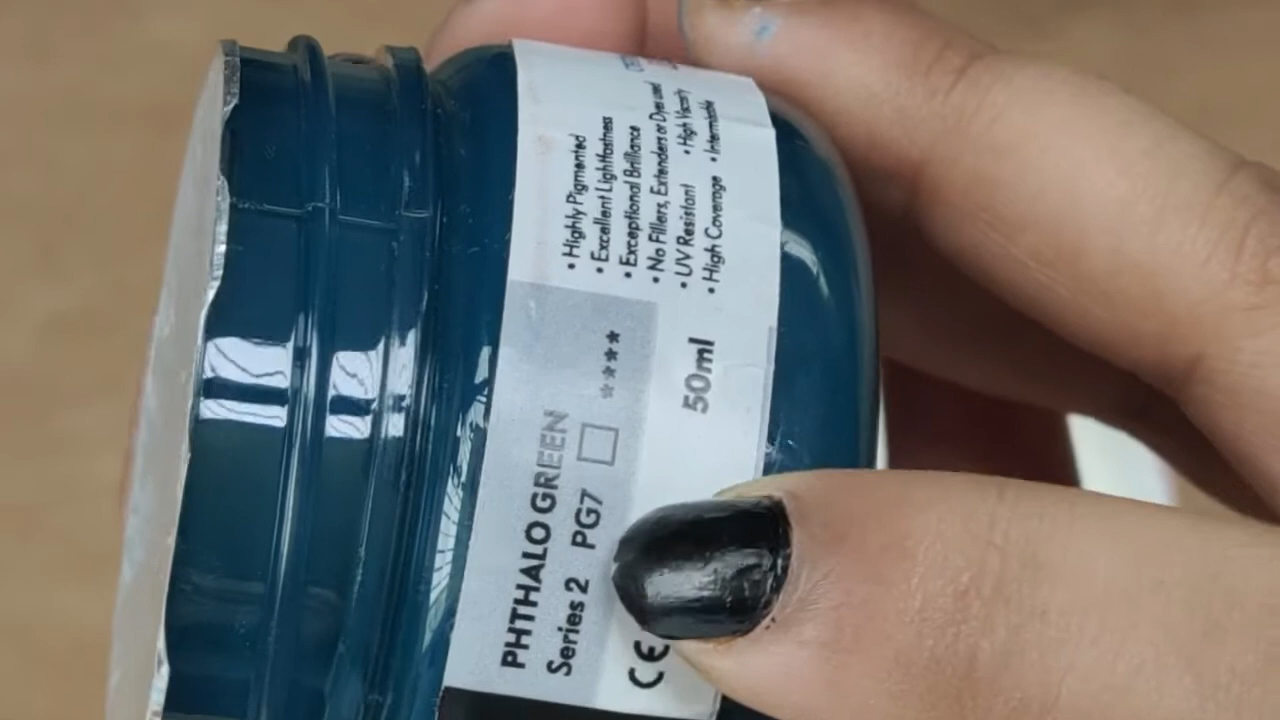 PHTHALO GREEN
Series 2 PG7
50ml
CE
• Highly Pigmented
• Excellent Lightfastness
• Exceptional Brilliance
• No Fillers, Extenders or Dyes used
• UV Resistant • High Viscosity
• High Coverage • Intermixable